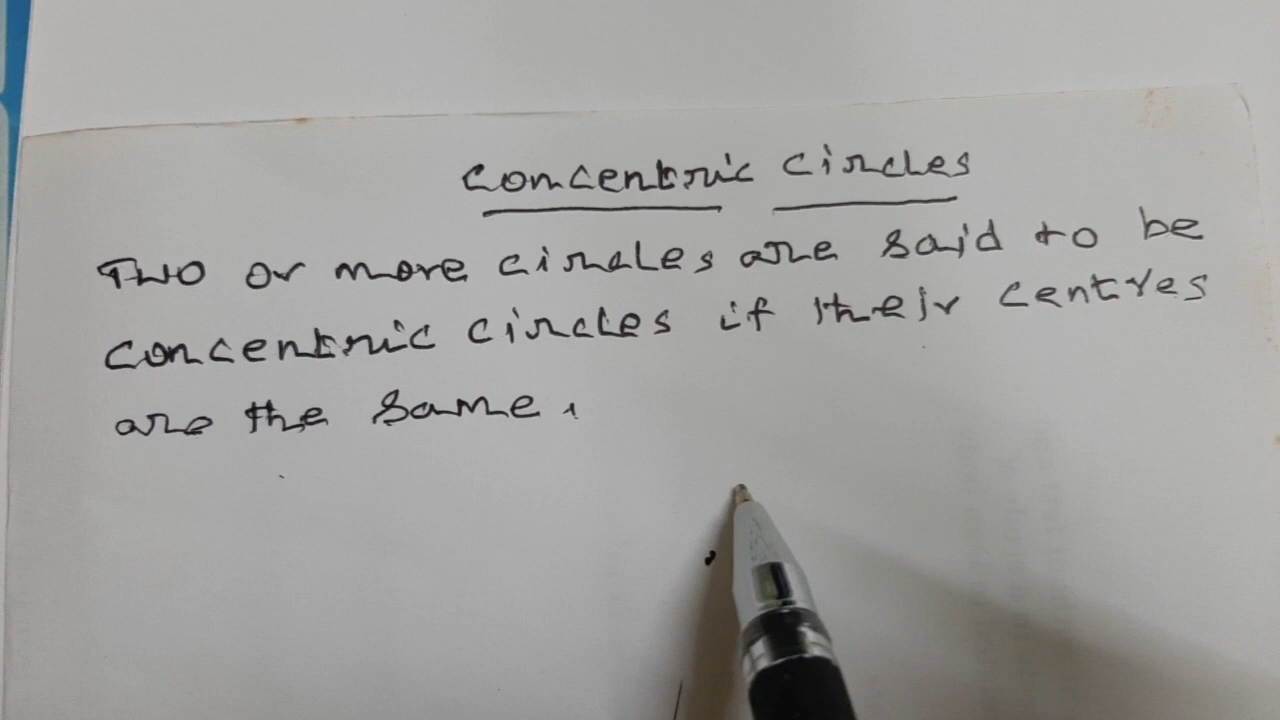 Concentric Circles
Two or more circles are said to be
Concentric circles if their centres
are the same.